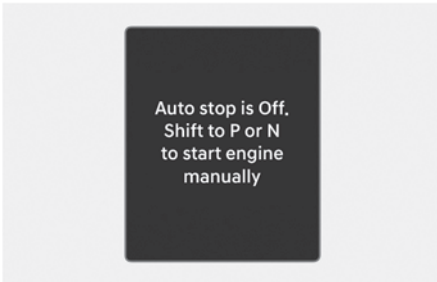 Auto stop is Off.
Shift to P or N
to start engine
manually